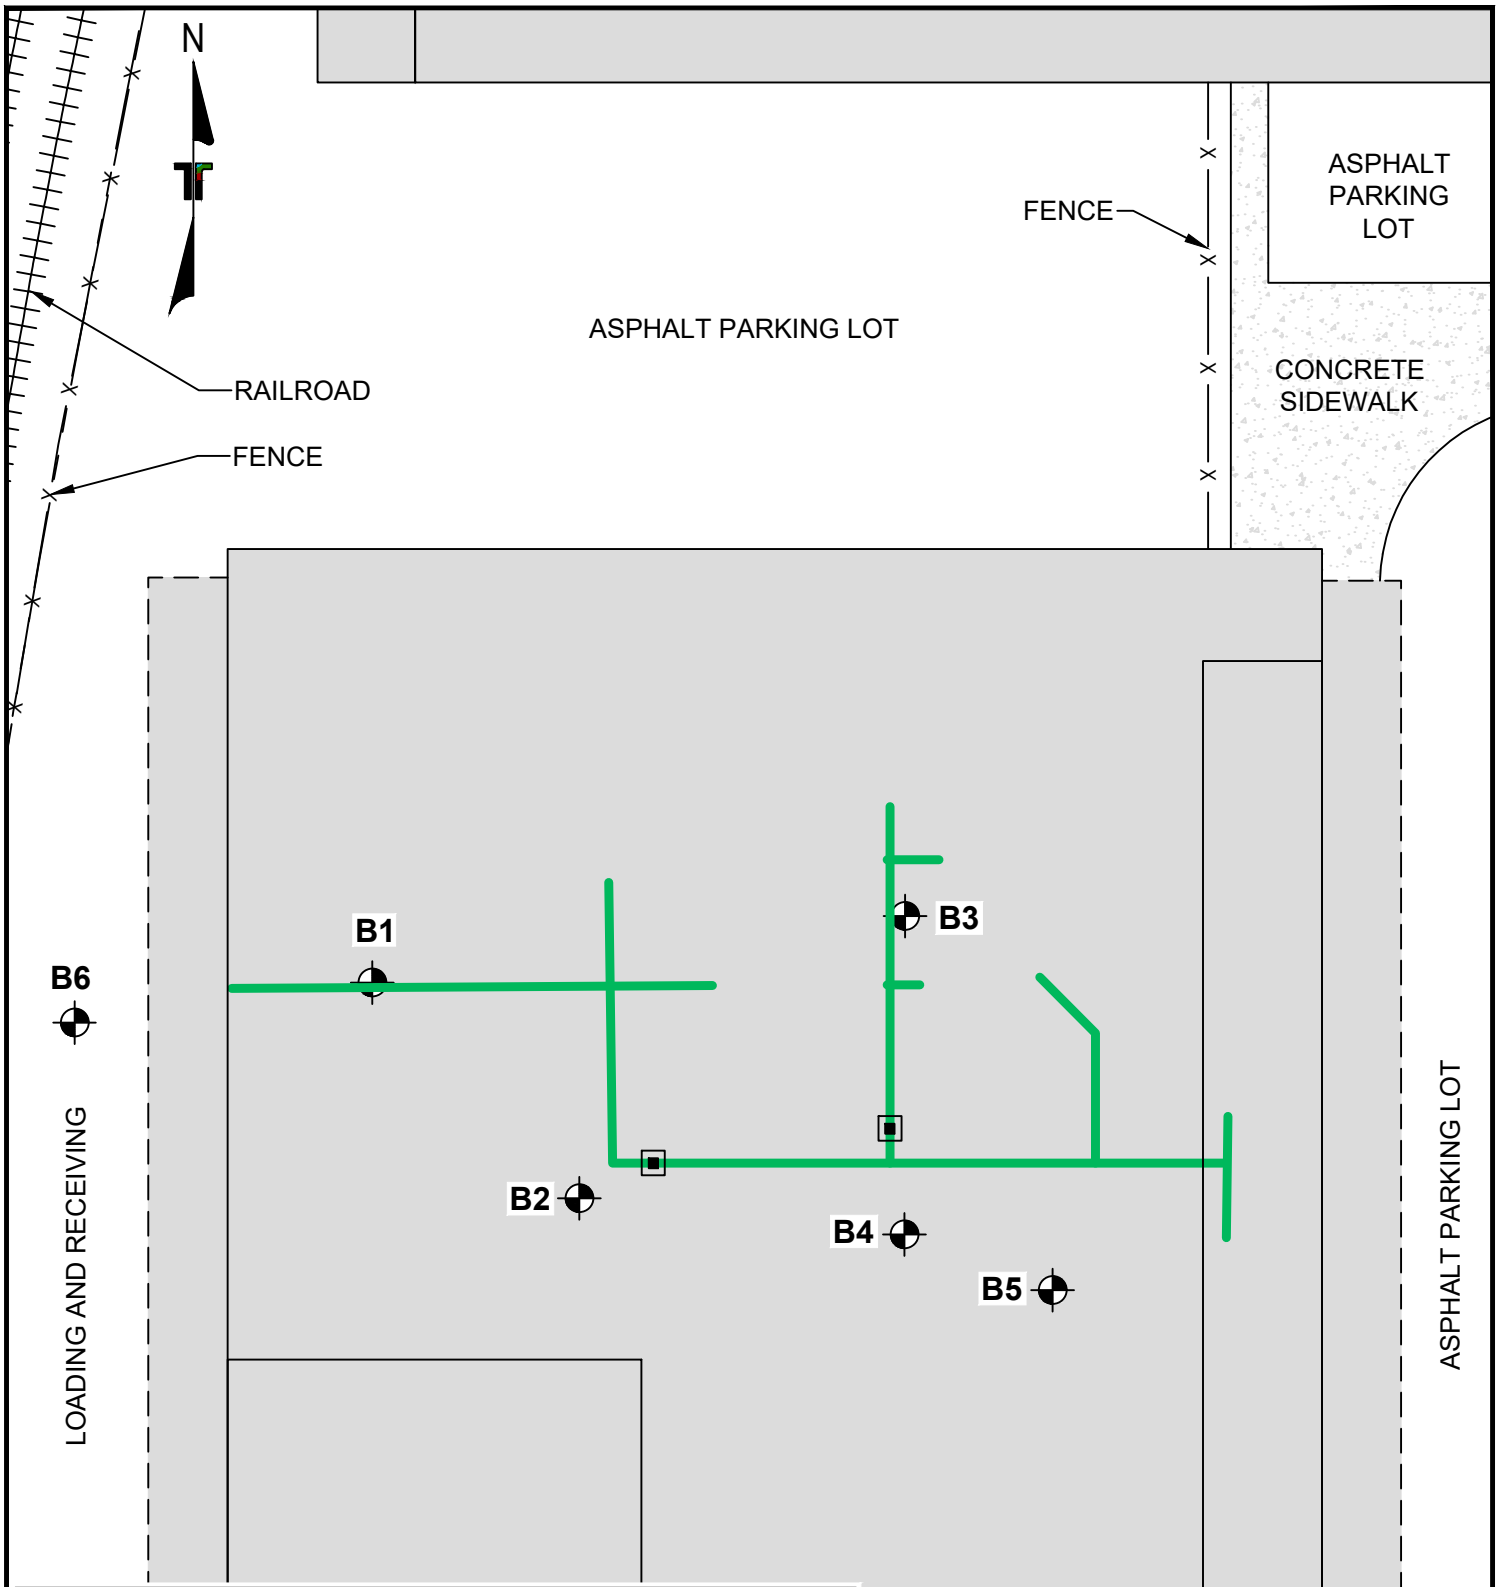 N
ASPHALT
PARKING
LOT
FENCE
ASPHALT PARKING LOT
CONCRETE
SIDEWALK
RAILROAD
FENCE
B1
B3
B6
B2
B4
B5
LOADING AND RECEIVING
ASPHALT PARKING LOT